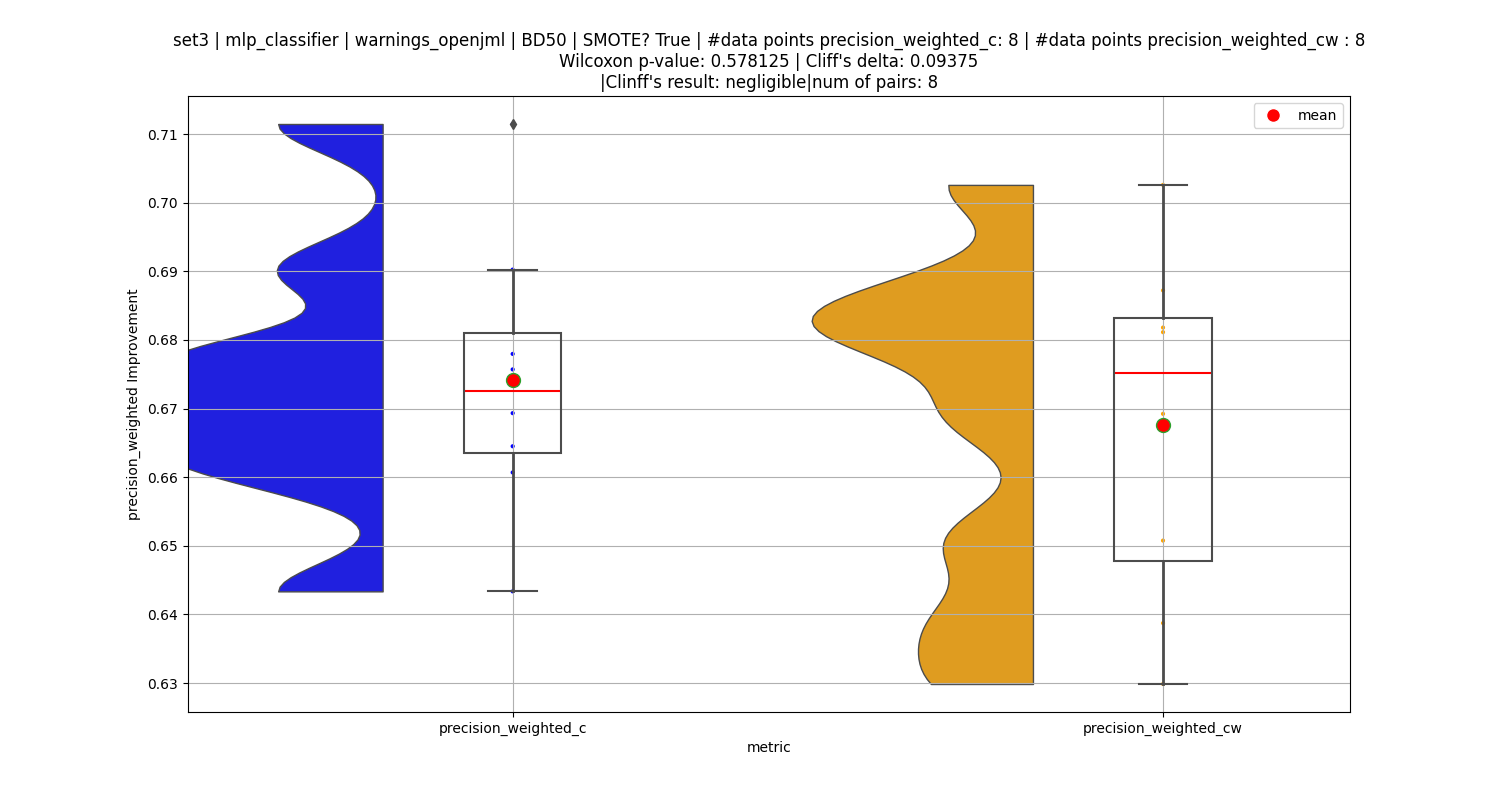 set3 | mlp_classifier | warnings_openjml | BD50 | SMOTE? True | #data points precision_weighted_c: 8 | #data points precision_weighted_cw : 8
Wilcoxon p-value: 0.578125 | Cliff's delta: 0.09375
|Clinff's result: negligible|num of pairs: 8
mean
0.71
0.70
0.69
0.68
0.67
0.66
0.65
0.64
0.63
precision_weighted Improvement
precision_weighted_c
precision_weighted_cw
metric